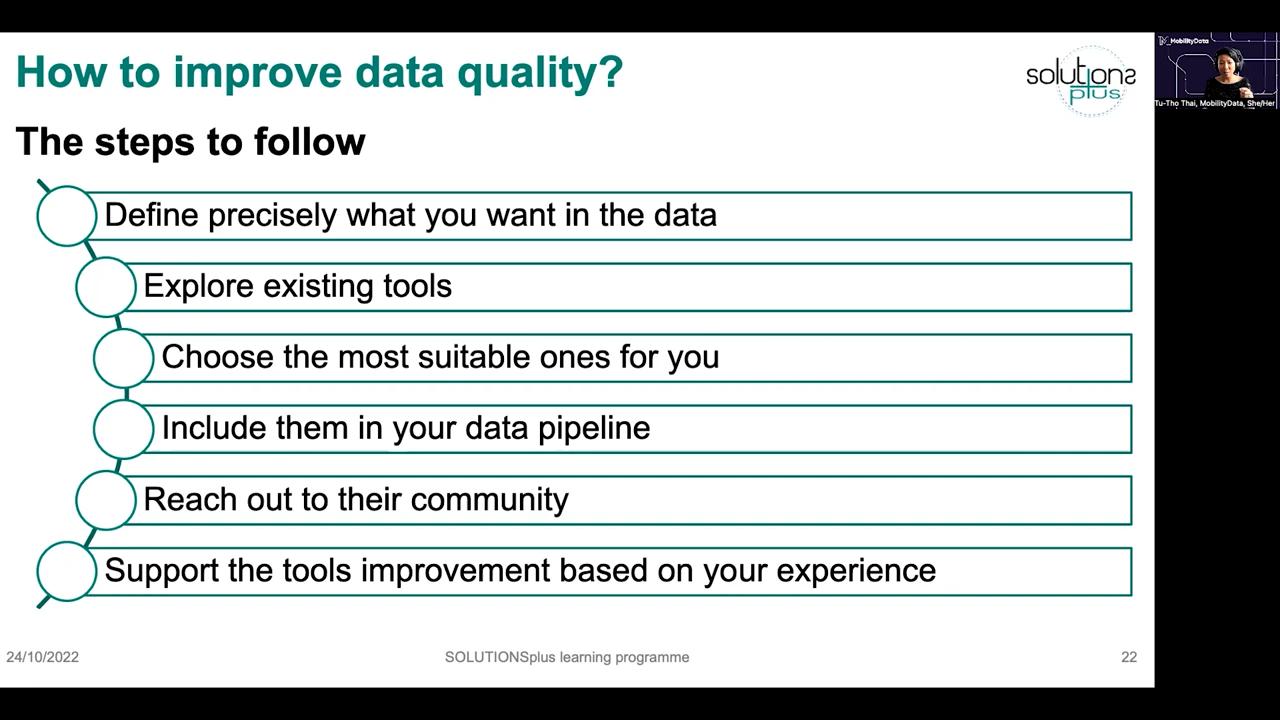 How to improve data quality?
solutions
plus
MobilityData
Tu-Tho Thai, MobilityData, She/Her
The steps to follow
Define precisely what you want in the data
Explore existing tools
Choose the most suitable ones for you
Include them in your data pipeline
Reach out to their community
Support the tools improvement based on your experience
24/10/2022
SOLUTIONSplus learning programme
22